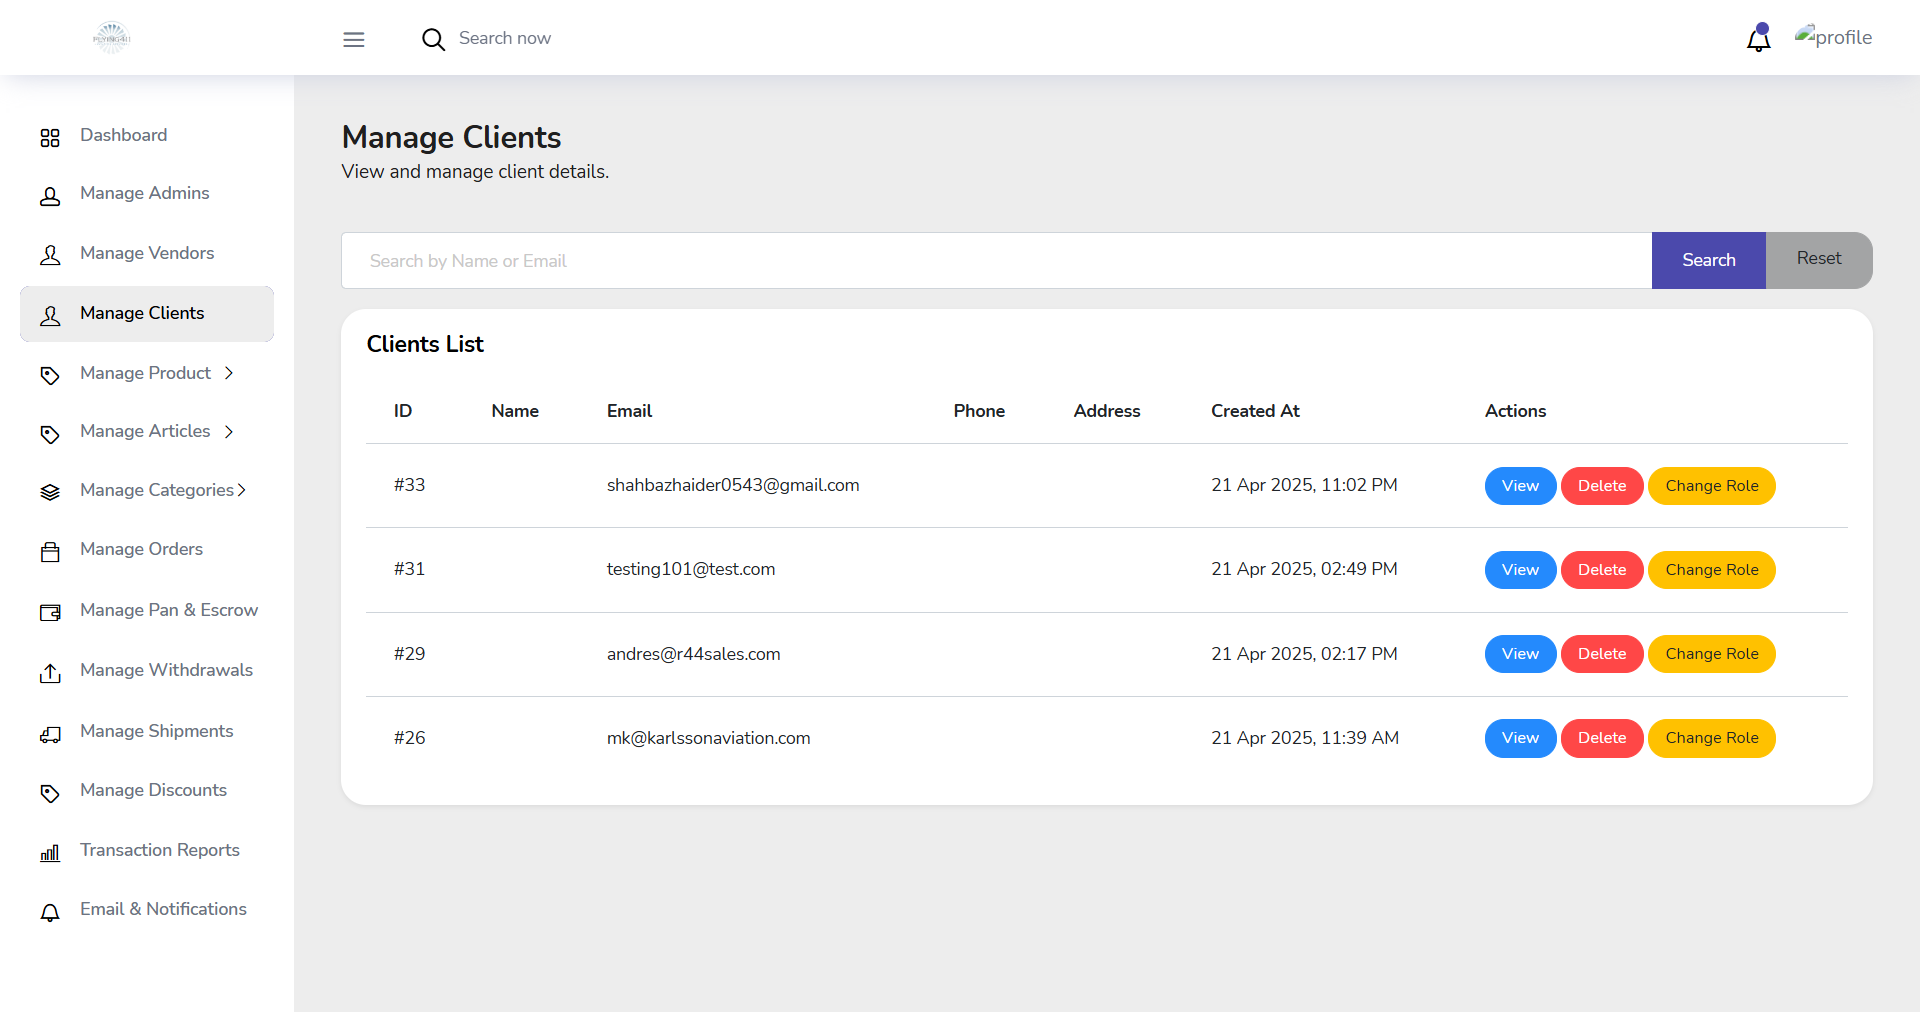 Search now
profile
Dashboard
Manage Admins
Manage Vendors
Manage Clients
Manage Product
Manage Articles
Manage Categories
Manage Orders
Manage Pan & Escrow
Manage Withdrawals
Manage Shipments
Manage Discounts
Transaction Reports
Email & Notifications
Manage Clients
View and manage client details.
Search by Name or Email Search Reset
Clients List
ID Name Email Phone Address Created At Actions
#33 shahbazhaider0543@gmail.com 21 Apr 2025, 11:02 PM View Delete Change Role
#31 testing101@test.com 21 Apr 2025, 02:49 PM View Delete Change Role
#29 andres@r44sales.com 21 Apr 2025, 02:17 PM View Delete Change Role
#26 mk@karlssonaviation.com 21 Apr 2025, 11:39 AM View Delete Change Role